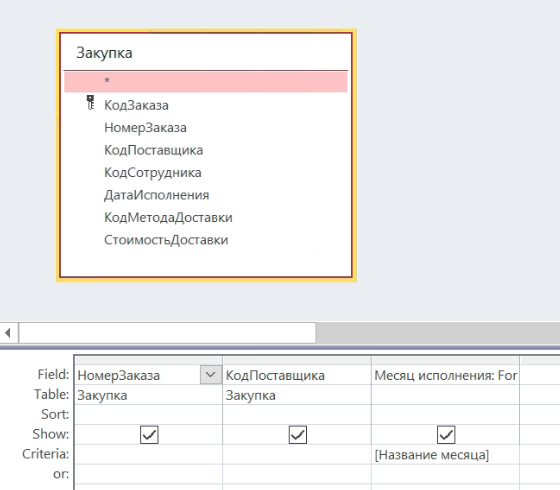 Закупка
*
КодЗаказа
НомерЗаказа
КодПоставщика
КодСотрудника
ДатаИсполнения
КодМетодаДоставки
СтоимостьДоставки
Field: НомерЗаказа КодПоставщика Месяц исполнения: For
Table: Закупка Закупка
Sort:
Show:
Criteria: [Название месяца]
or: